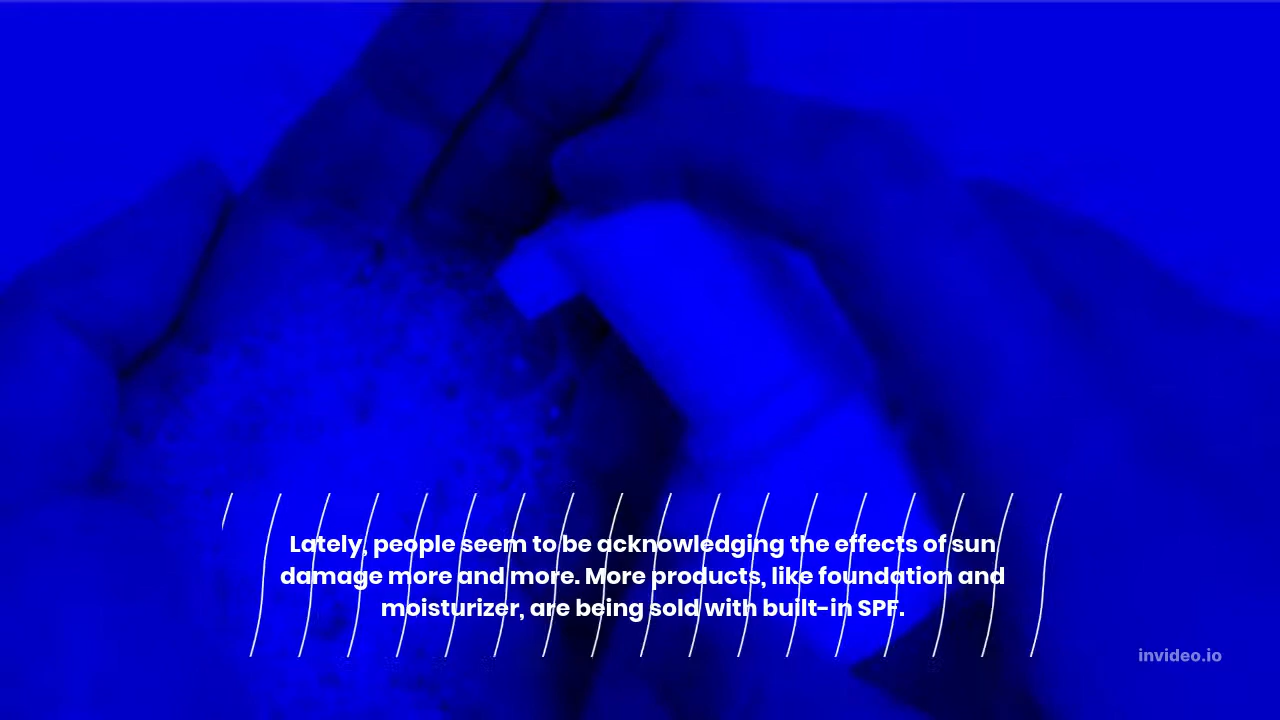 Lately, people seem to be acknowledging the effects of sun
damage more and more. More products, like foundation and
moisturizer, are being sold with built-in SPF.
invideo.io